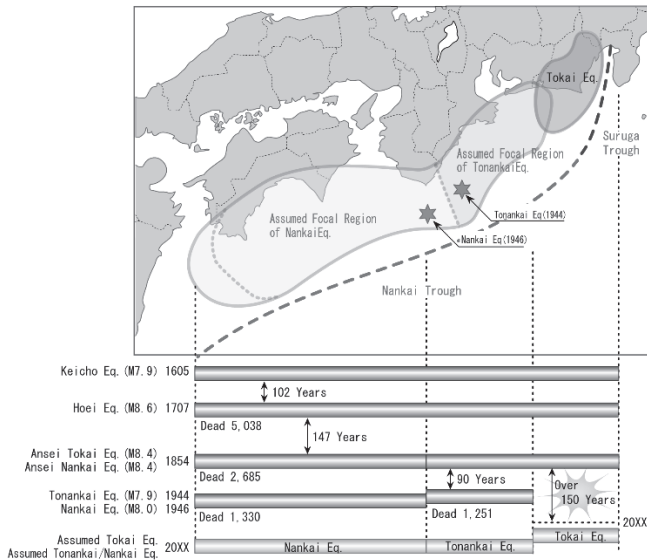 Tokai Eq.
Suruga
Trough
Assumed Focal Region
of TonankaiEq.
Assumed Focal Region
of NankaiEq.
Tonankai Eq(1944)
Nankai Eq(1946)
Nankai Trough
Keicho Eq. (M7.9) 1605
102 Years
Hoei Eq. (M8.6) 1707
Dead 5,038
147 Years
Ansei Tokai Eq. (M8.4)
Ansei Nankai Eq. (M8.4) 1854
Dead 2,685
90 Years
Over
150 Years
Tonankai Eq. (M7.9) 1944
Nankai Eq. (M8.0) 1946
Dead 1,330
Dead 1,251
20XX
Assumed Tokai Eq.
Assumed Tonankai/Nankai Eq. 20XX
Nankai Eq.
Tonankai Eq.
Tokai Eq.